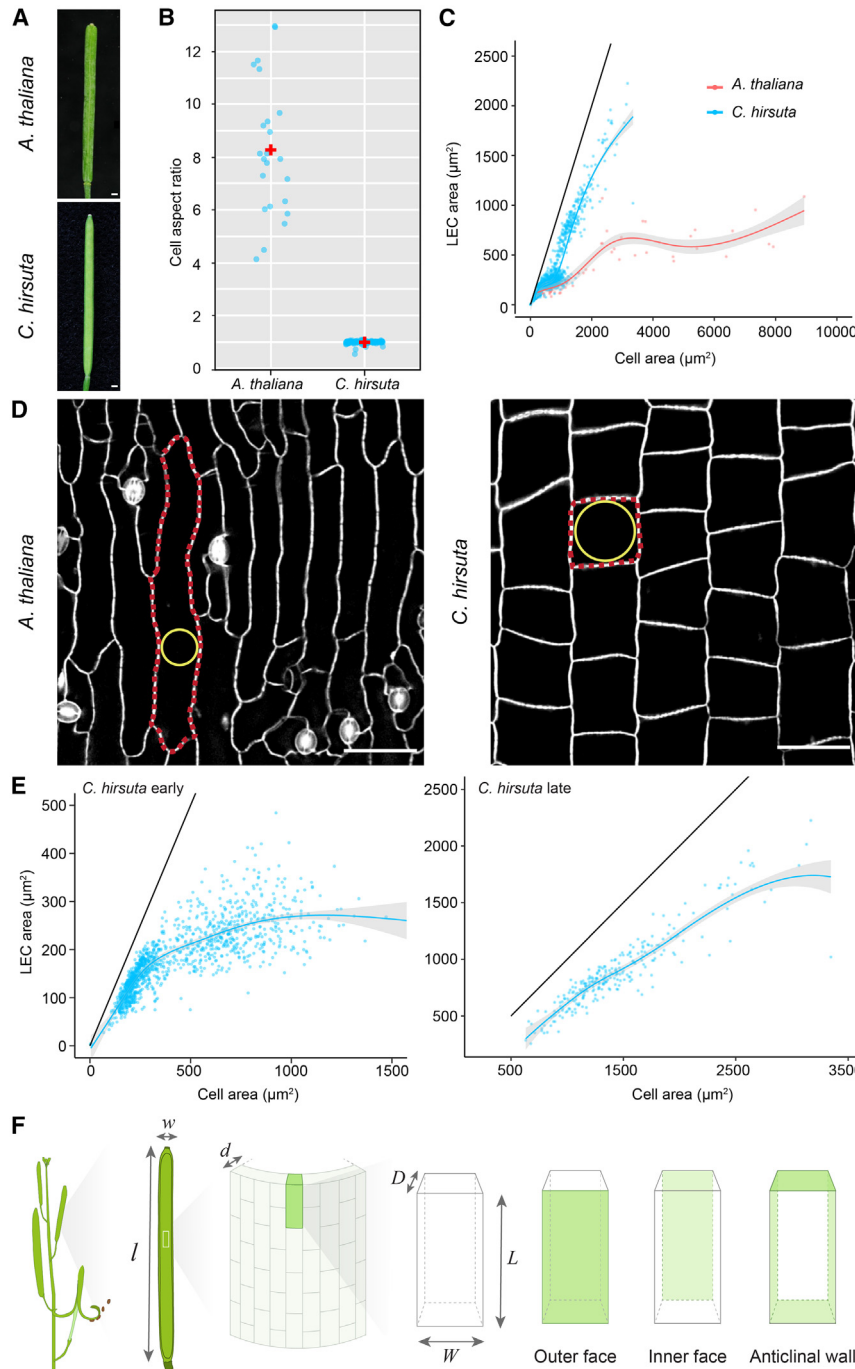 A
A. thaliana
C. hirsuta
B
Cell aspect ratio
12
10
8
6
4
2
0
A. thaliana
C. hirsuta
C
LEC area (µm²)
2500
2000
1500
1000
500
0
A. thaliana
C. hirsuta
0
2000
4000
6000
8000
10000
Cell area (µm²)
D
A. thaliana
C. hirsuta
E
C. hirsuta early
LEC area (µm²)
500
400
300
200
100
0
0
500
1000
1500
Cell area (µm²)
C. hirsuta late
2500
2000
1500
1000
500
500
1500
2500
3500
Cell area (µm²)
F
w
l
d
D
L
W
Outer face
Inner face
Anticlinal wall